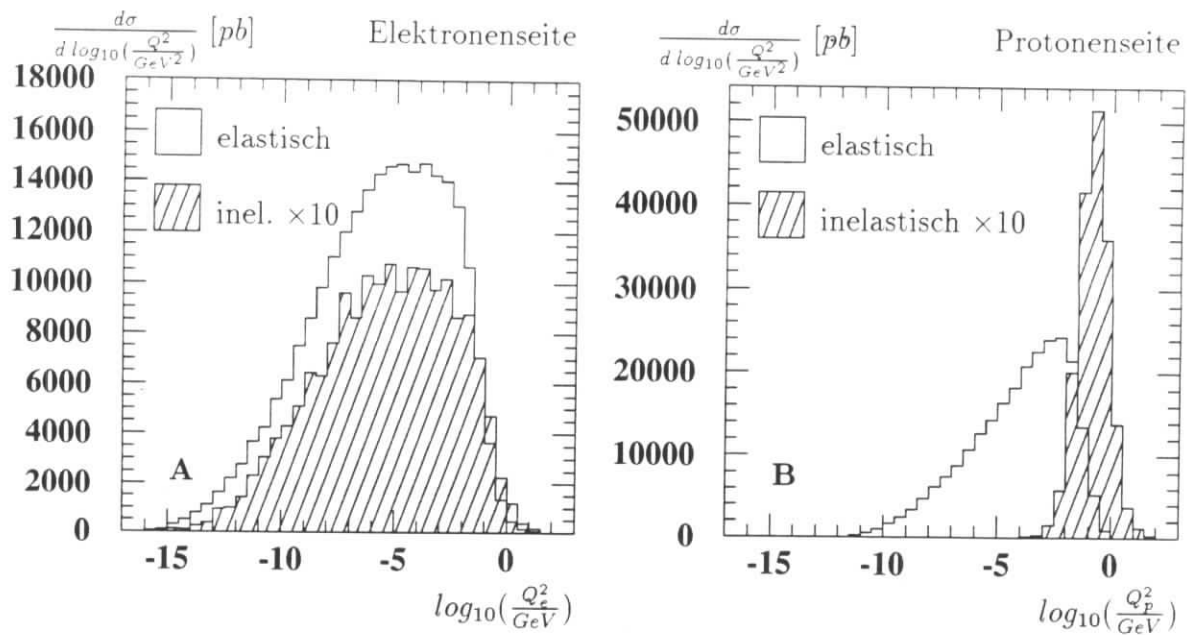 dσ / d log₁₀(Q²/GeV²) [pb] Elektronenseite
18000
16000
14000
12000
10000
8000
6000
4000
2000
0
elastisch
inel. ×10
A
-15 -10 -5 0
log₁₀(Q²ₑ/GeV)
dσ / d log₁₀(Q²/GeV²) [pb] Protonenseite
50000
40000
30000
20000
10000
0
elastisch
inelastisch ×10
B
-15 -10 -5 0
log₁₀(Q²ₚ/GeV)